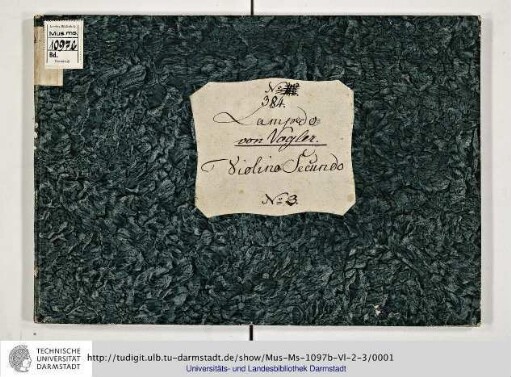 Mus. ms.
Bd.
No
384.
Lampedo
von Vogler.
Violino Secundo
No 3.
TECHNISCHE
UNIVERSITÄT
DARMSTADT
http://tudigit.ulb.tu-darmstadt.de/show/Mus-Ms-1097b-Vl-2-3/0001
Universitäts- und Landesbibliothek Darmstadt